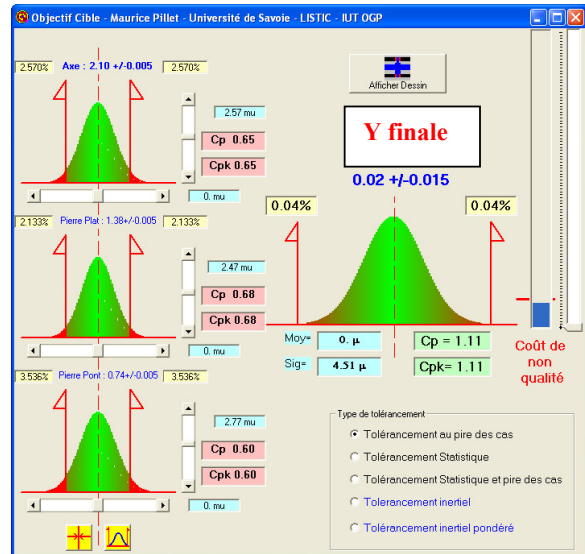 Objectif Cible - Maurice Pillet - Université de Savoie - LISTIC - IUT OGP
2.570% Axe : 2.10 +/-0.005 2.570%
2.57 mu
Cp 0.65
Cpk 0.65
0. mu
2.133% Pierre Plat : 1.38+/-0.005 2.133%
2.47 mu
Cp 0.68
Cpk 0.68
0. mu
3.536% Pierre Pont : 0.74+/-0.005 3.536%
2.77 mu
Cp 0.60
Cpk 0.60
0. mu
Afficher Dessin
Y finale
0.02 +/-0.015
0.04% 0.04%
Moy= 0. µ Cp = 1.11
Sig= 4.51 µ Cpk= 1.11
Coût de
non
qualité
Type de tolérancement
Tolérancement au pire des cas
Tolérancement Statistique
Tolérancement Statistique et pire des cas
Tolerancement inertiel
Tolérancement inertiel pondéré